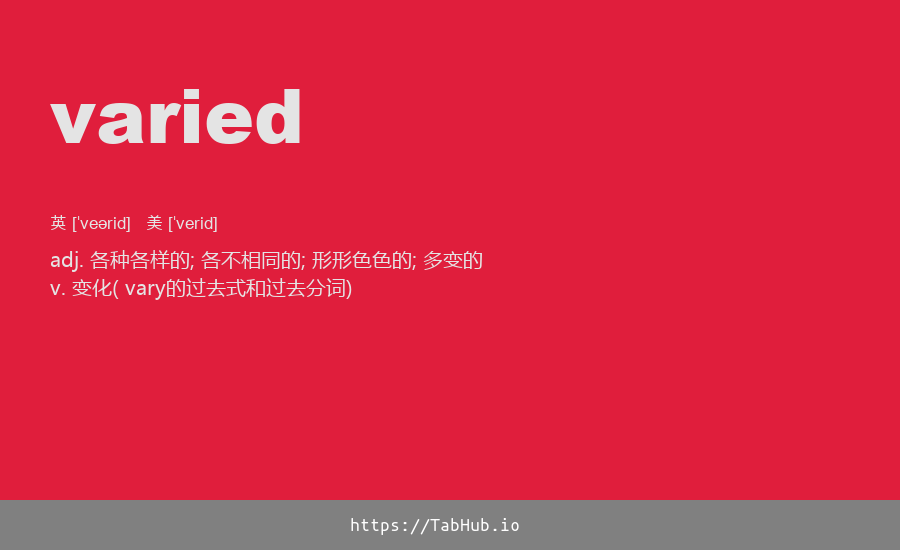 varied
英 [ˈveərid]　美 [ˈverid]
adj. 各种各样的; 各不相同的; 形形色色的; 多变的
v. 变化( vary的过去式和过去分词)
https://TabHub.io